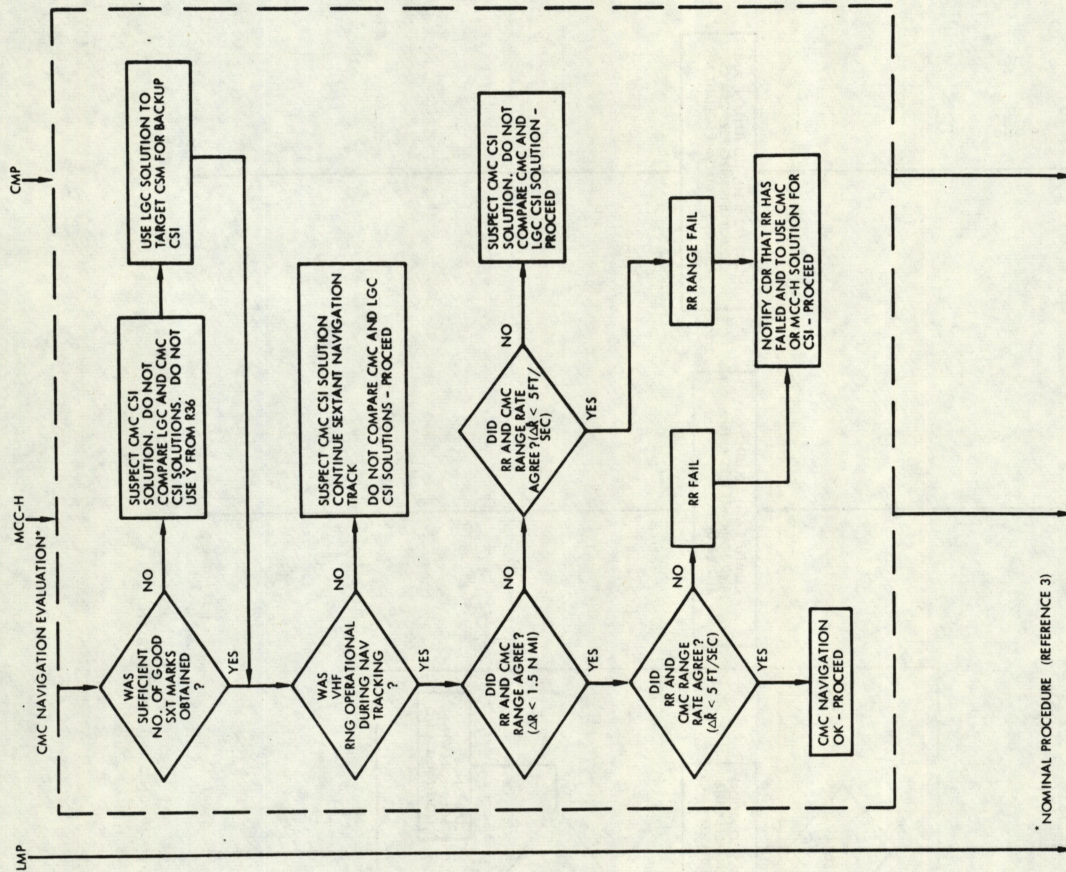 LMP
MCC-H
CMP
CMC NAVIGATION EVALUATION*
WAS
SUFFICIENT
NO. OF GOOD
SXT MARKS
OBTAINED
?
NO
YES
SUSPECT CMC CSI
SOLUTION. DO NOT
COMPARE LGC AND CMC
CSI SOLUTIONS. DO NOT
USE Ẏ FROM R36
USE LGC SOLUTION TO
TARGET CSM FOR BACKUP
CSI
WAS
VHF
RNG OPERATIONAL
DURING NAV
TRACKING
?
NO
YES
SUSPECT CMC CSI SOLUTION
CONTINUE SEXTANT NAVIGATION
TRACK
DO NOT COMPARE CMC AND LGC
CSI SOLUTIONS - PROCEED
DID
RR AND CMC
RANGE AGREE?
(ΔR < 1.5 N MI)
NO
YES
DID
RR AND CMC
RANGE RATE
AGREE ?(ΔṘ < 5FT/
SEC)
NO
YES
SUSPECT CMC CSI
SOLUTION. DO NOT
COMPARE CMC AND
LGC CSI SOLUTION -
PROCEED
DID
RR AND
CMC RANGE
RATE AGREE ?
(ΔṘ < 5 FT/SEC)
NO
YES
RR FAIL
RR RANGE FAIL
NOTIFY CDR THAT RR HAS
FAILED AND TO USE CMC
OR MCC-H SOLUTION FOR
CSI - PROCEED
CMC NAVIGATION
OK - PROCEED
* NOMINAL PROCEDURE (REFERENCE 3)